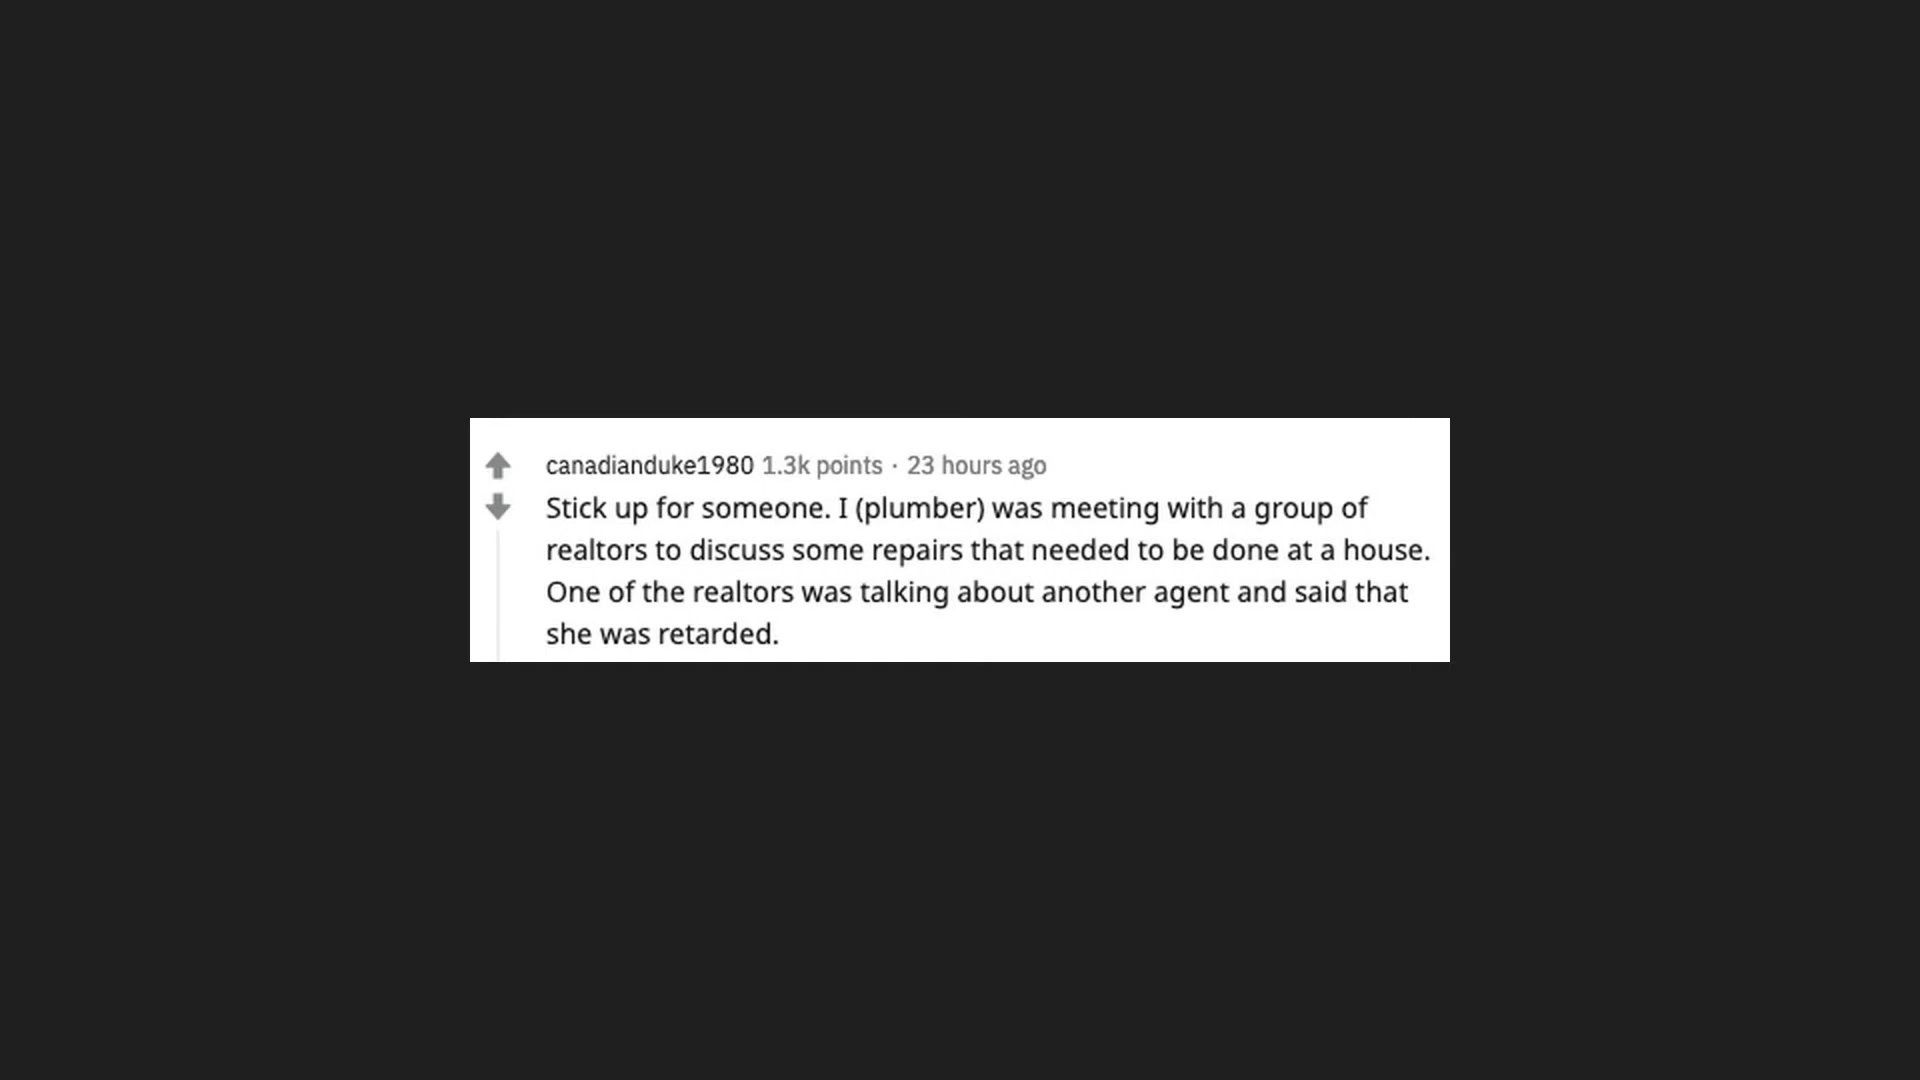 canadianduke1980 1.3k points · 23 hours ago
Stick up for someone. I (plumber) was meeting with a group of
realtors to discuss some repairs that needed to be done at a house.
One of the realtors was talking about another agent and said that
she was retarded.